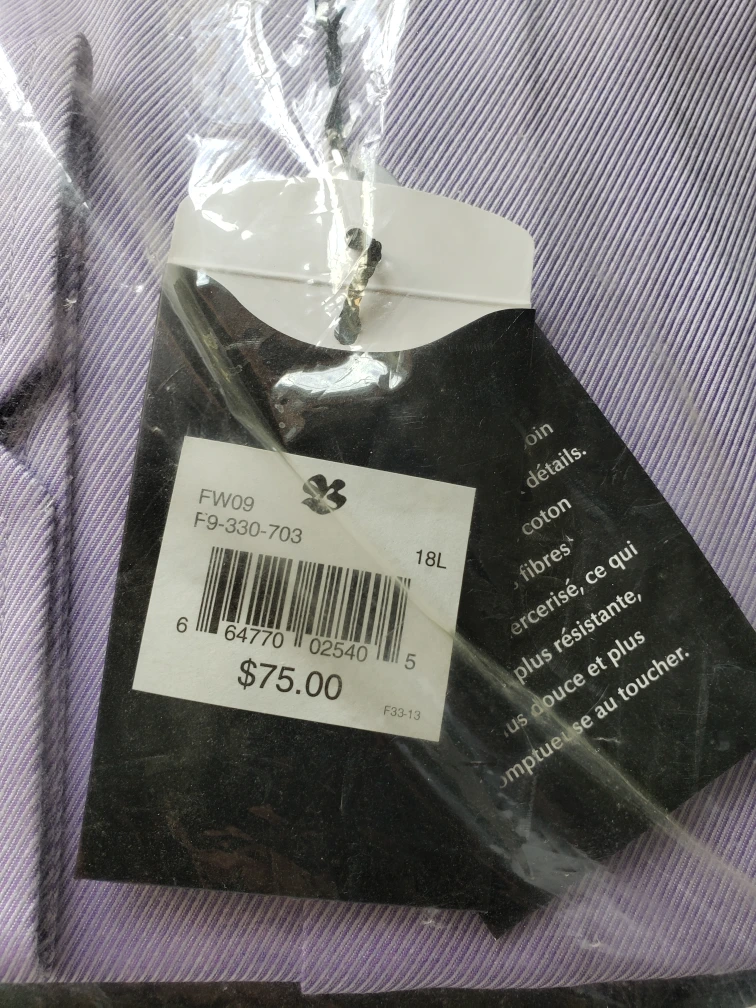 FW09
F9-330-703
18L
6 64770 02540 5
$75.00
F33-13
détails.
coton
fibres
ce qui
plus résistante,
douce et plus
au toucher.